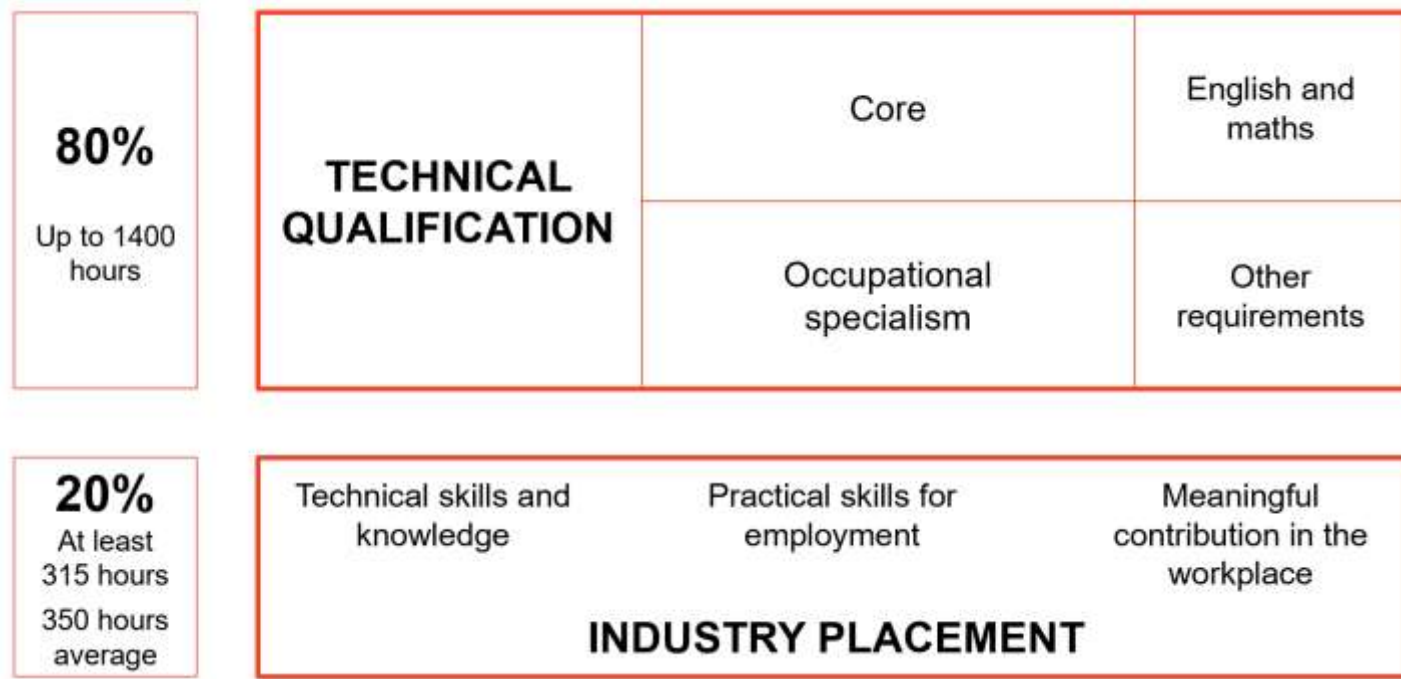 80%
Up to 1400
hours
TECHNICAL
QUALIFICATION
Core
English and
maths
Occupational
specialism
Other
requirements
20%
At least
315 hours
350 hours
average
Technical skills and
knowledge
Practical skills for
employment
Meaningful
contribution in the
workplace
INDUSTRY PLACEMENT